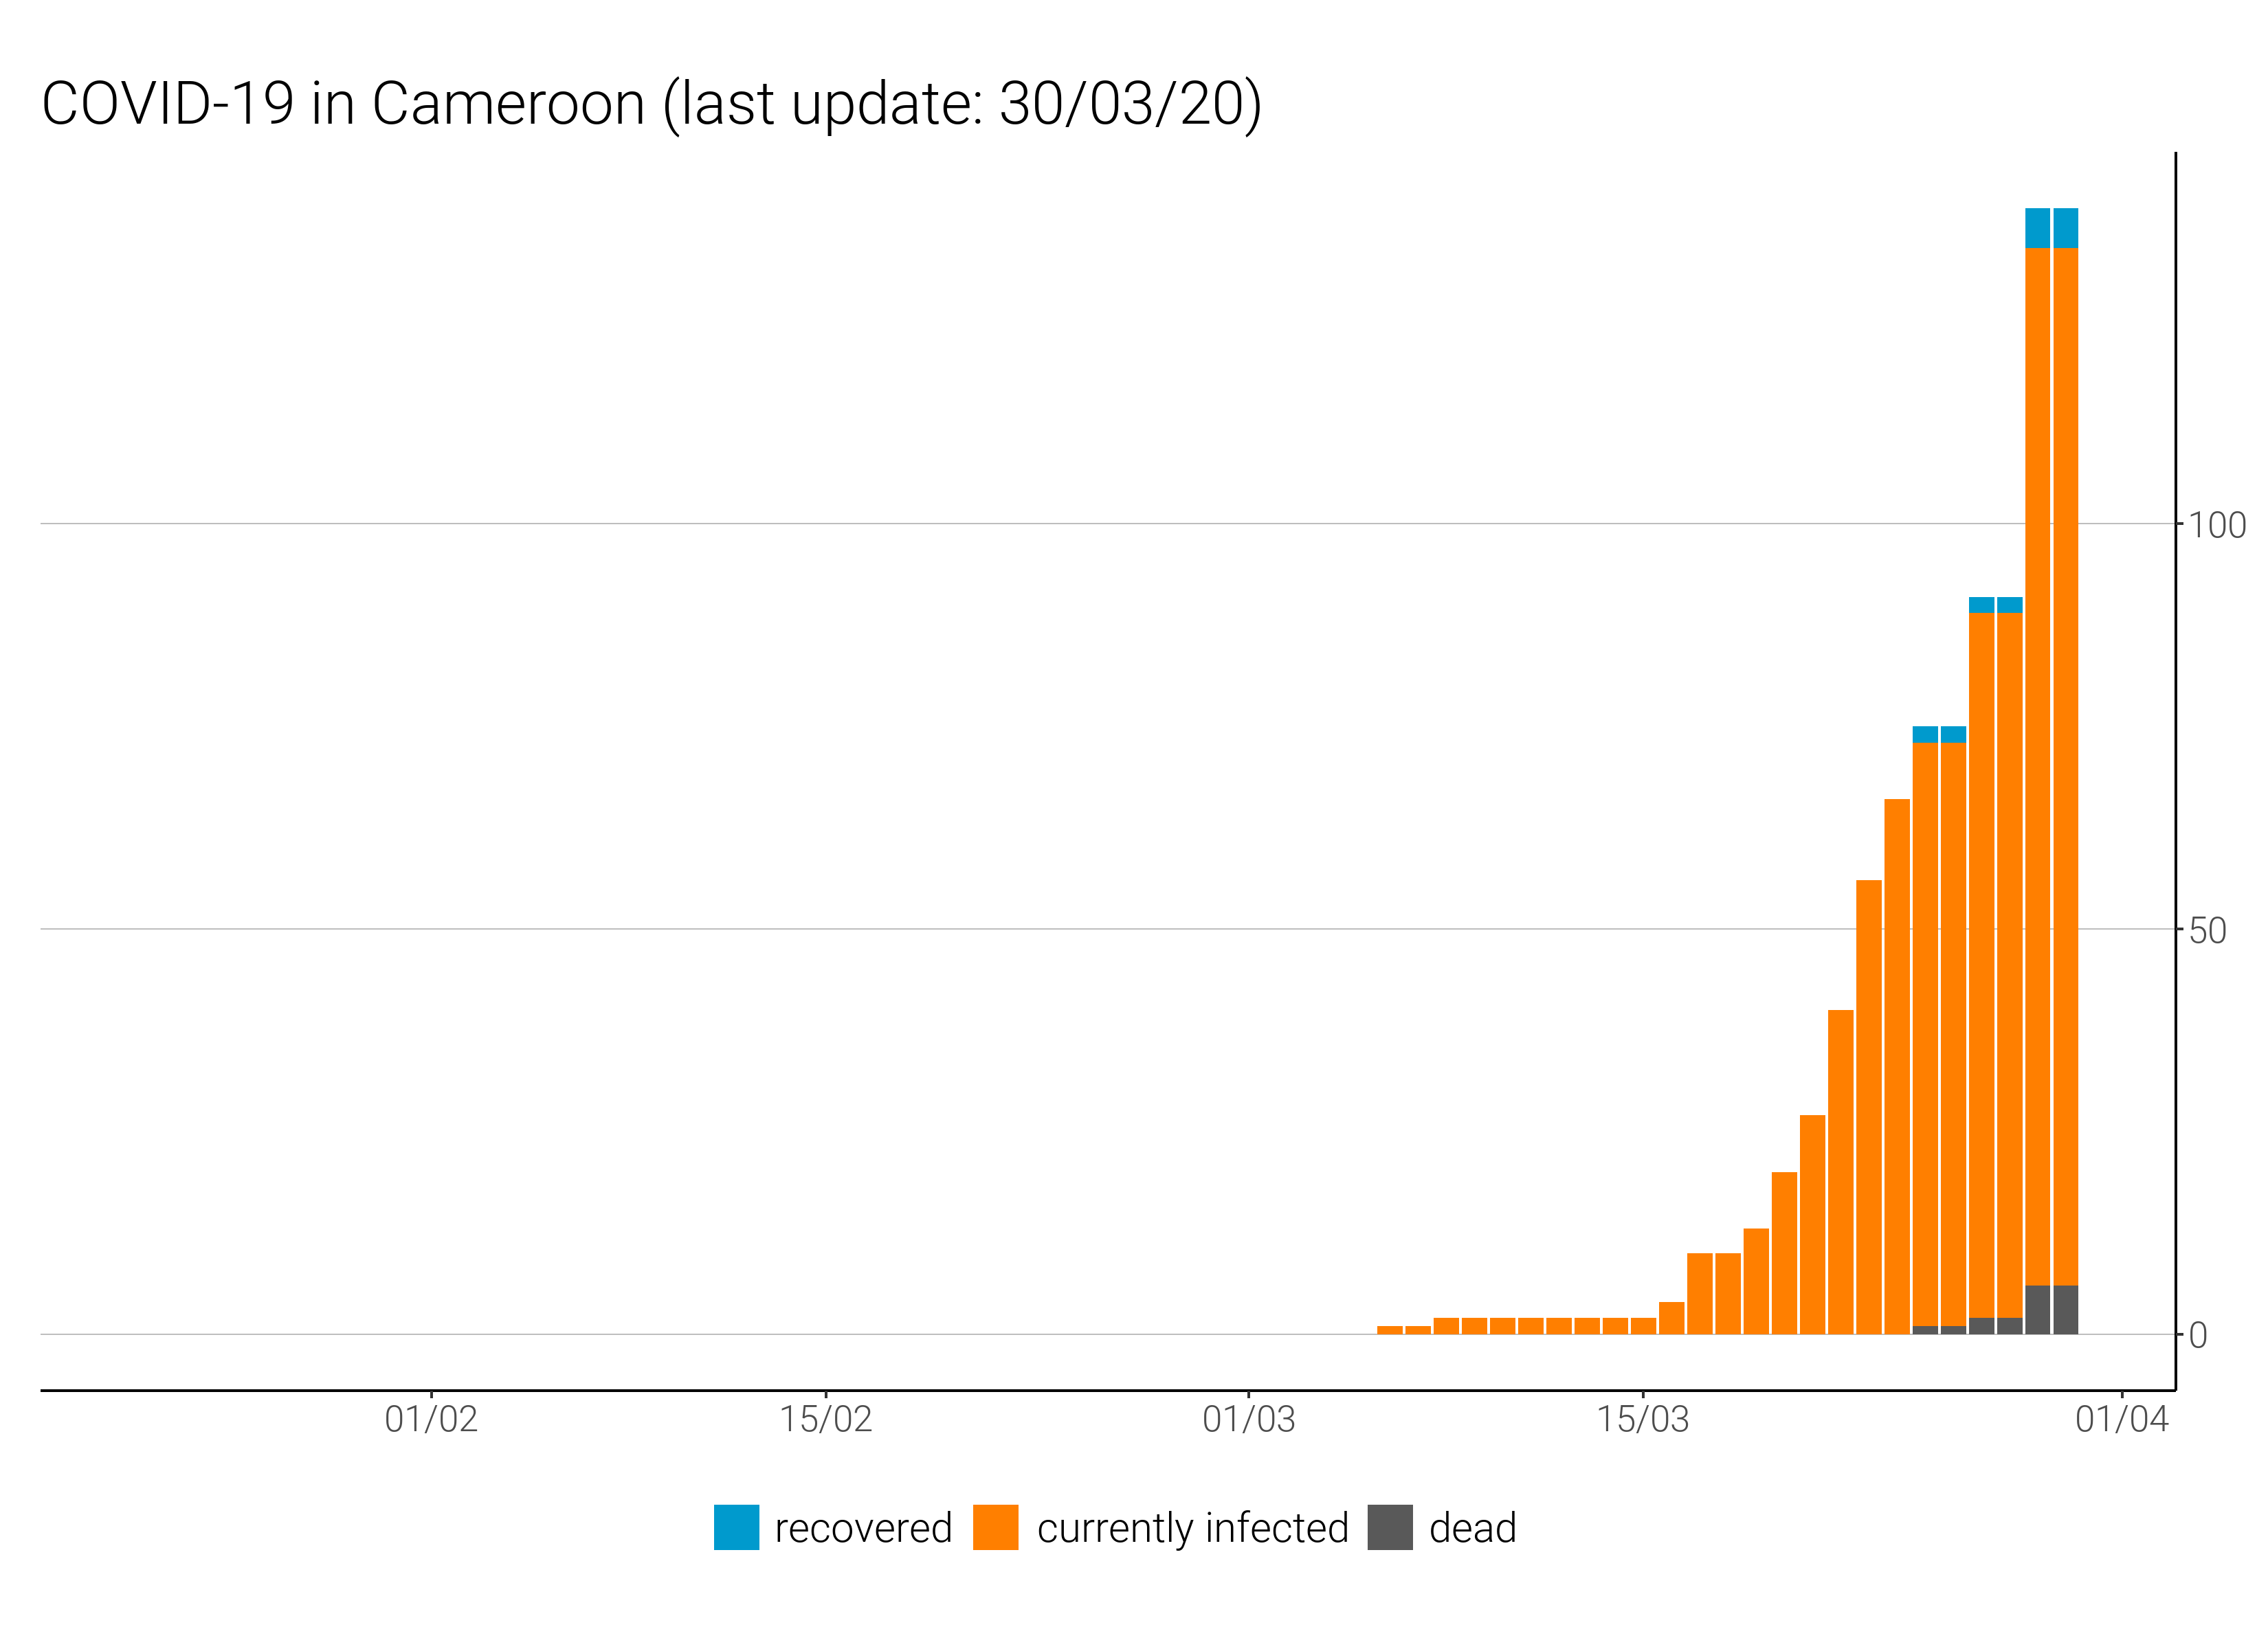 COVID-19 in Cameroon (last update: 30/03/20)
100
50
0
01/02 15/02 01/03 15/03 01/04
recovered currently infected dead